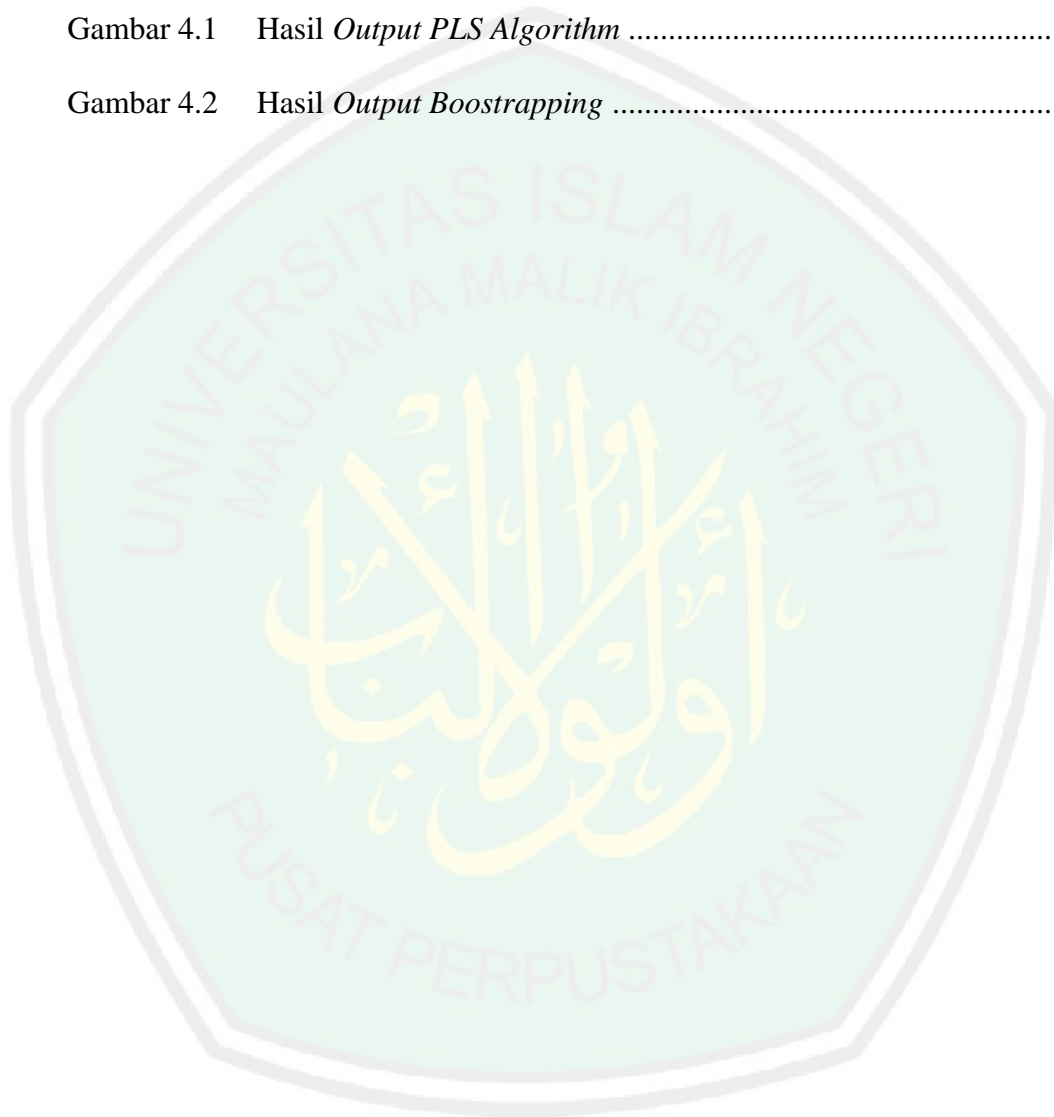 Gambar 4.1 Hasil Output PLS Algorithm ....................................................
Gambar 4.2 Hasil Output Boostrapping ......................................................
UNIVERSITAS ISLAM NEGERI
MAULANA MALIK IBRAHIM
أولو الألباب
PUSAT PERPUSTAKAAN